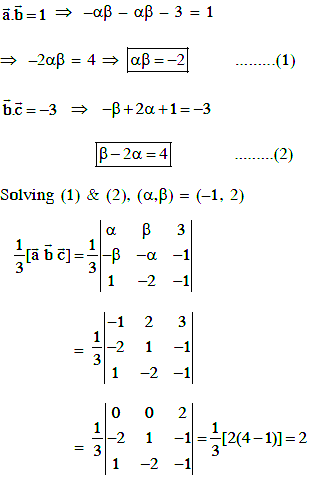 a⃗.b⃗=1 ⇒ −αβ − αβ − 3 = 1
⇒ −2αβ = 4 ⇒ αβ=−2 .........(1)
b⃗.c⃗=−3 ⇒ −β+2α+1=−3
β−2α=4 .........(2)
Solving (1) & (2), (α,β) = (−1, 2)
1/3[a⃗ b⃗ c⃗]=1/3|α β 3|
|−β −α −1|
|1 −2 −1|
= 1/3|−1 2 3|
|−2 1 −1|
|1 −2 −1|
= 1/3|0 0 2|
|−2 1 −1|=1/3[2(4−1)]=2
|1 −2 −1|